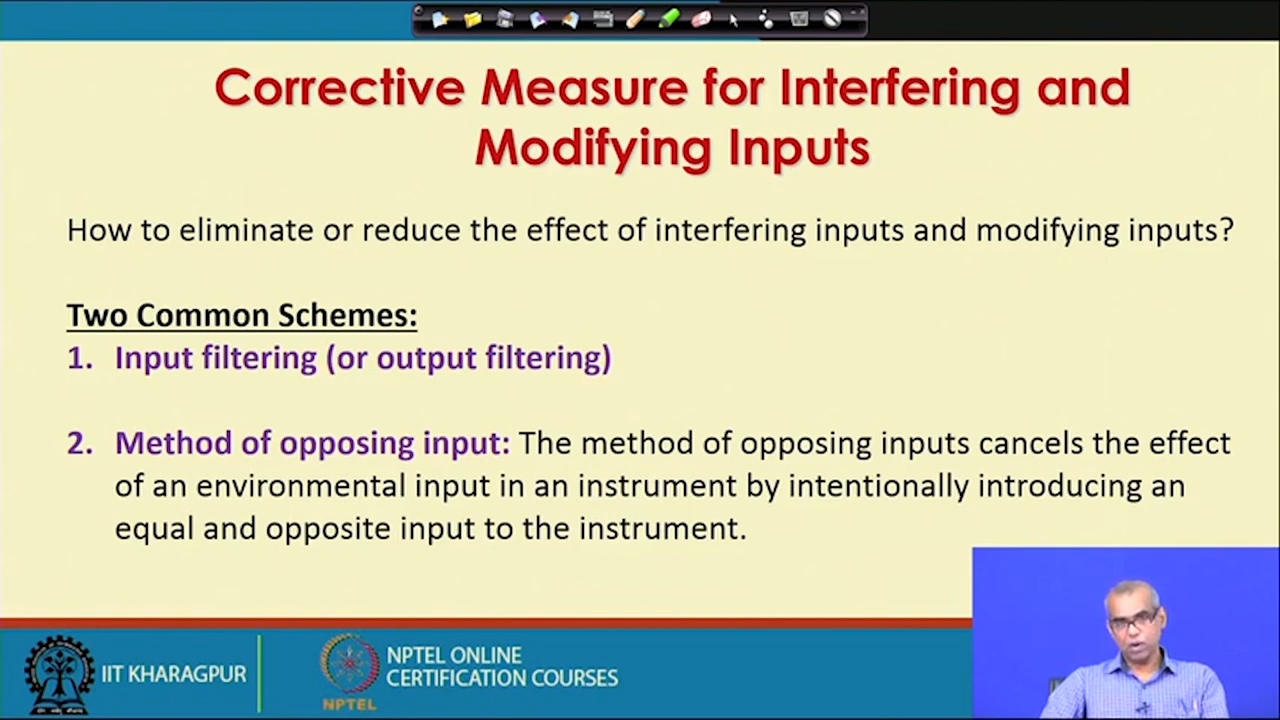 Corrective Measure for Interfering and
Modifying Inputs
How to eliminate or reduce the effect of interfering inputs and modifying inputs?
Two Common Schemes:
1. Input filtering (or output filtering)
2. Method of opposing input: The method of opposing inputs cancels the effect
of an environmental input in an instrument by intentionally introducing an
equal and opposite input to the instrument.
IIT KHARAGPUR
NPTEL
NPTEL ONLINE
CERTIFICATION COURSES